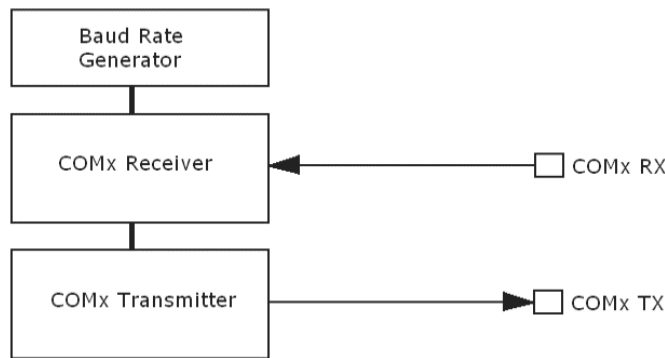 Baud Rate
Generator
COMx Receiver
COMx RX
COMx Transmitter
COMx TX